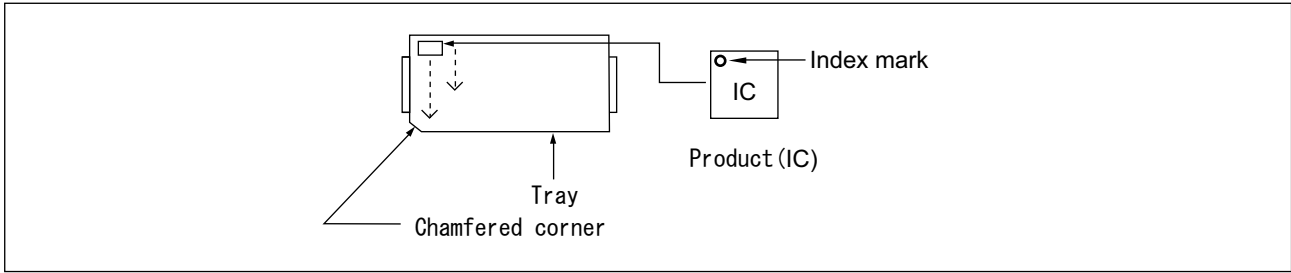 Index mark
IC
Product(IC)
Tray
Chamfered corner